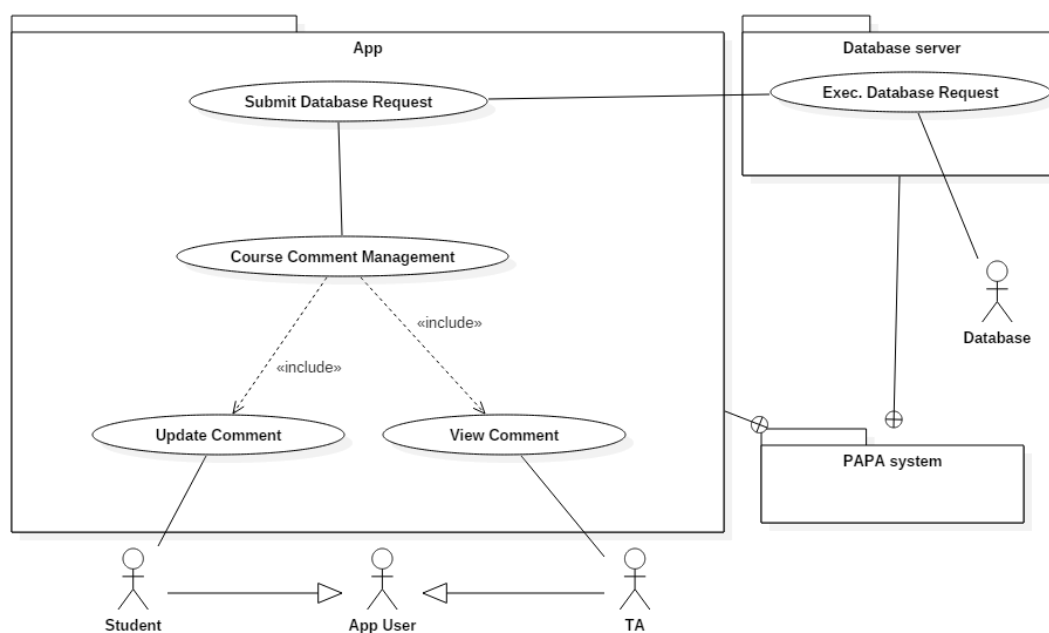 App
Database server
Submit Database Request
Exec. Database Request
Course Comment Management
«include»
«include»
Database
Update Comment
View Comment
PAPA system
Student
App User
TA